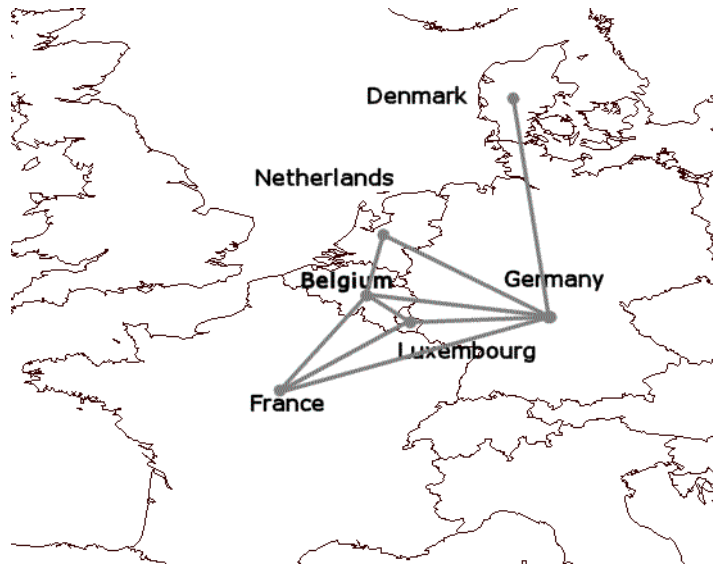 Denmark
Netherlands
Belgium
Germany
Luxembourg
France